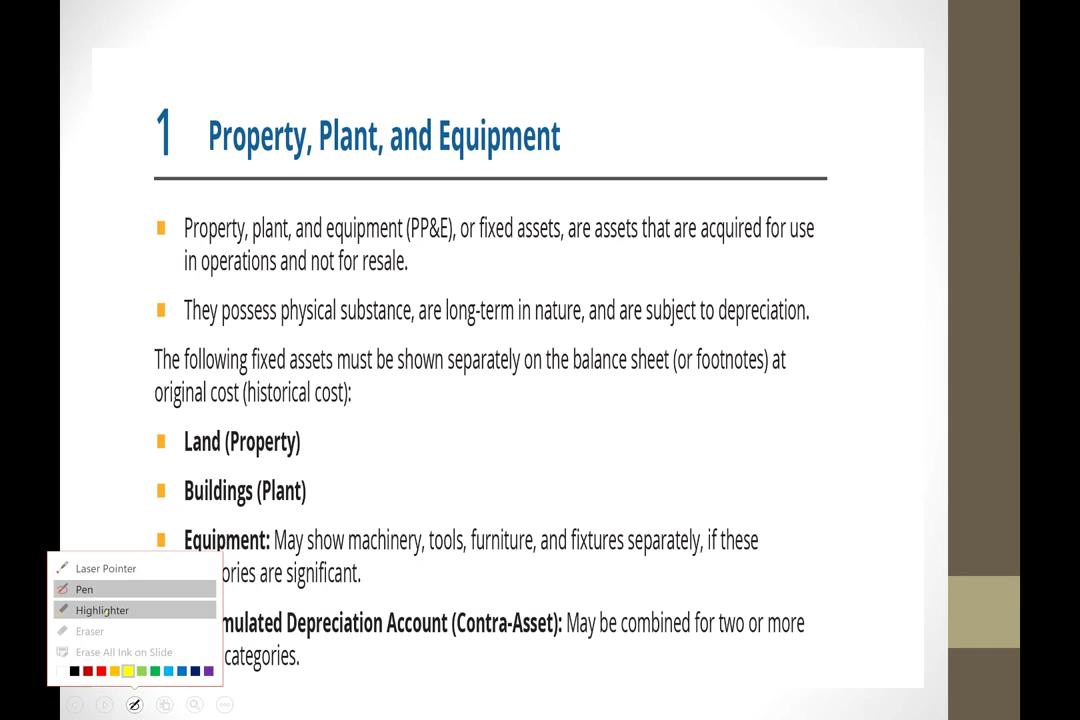 1 Property, Plant, and Equipment
Property, plant, and equipment (PP&E), or fixed assets, are assets that are acquired for use
in operations and not for resale.
They possess physical substance, are long-term in nature, and are subject to depreciation.
The following fixed assets must be shown separately on the balance sheet (or footnotes) at
original cost (historical cost):
Land (Property)
Buildings (Plant)
Equipment: May show machinery, tools, furniture, and fixtures separately, if these
ories are significant.
mulated Depreciation Account (Contra-Asset): May be combined for two or more
categories.
Laser Pointer
Pen
Highlighter
Eraser
Erase All Ink on Slide